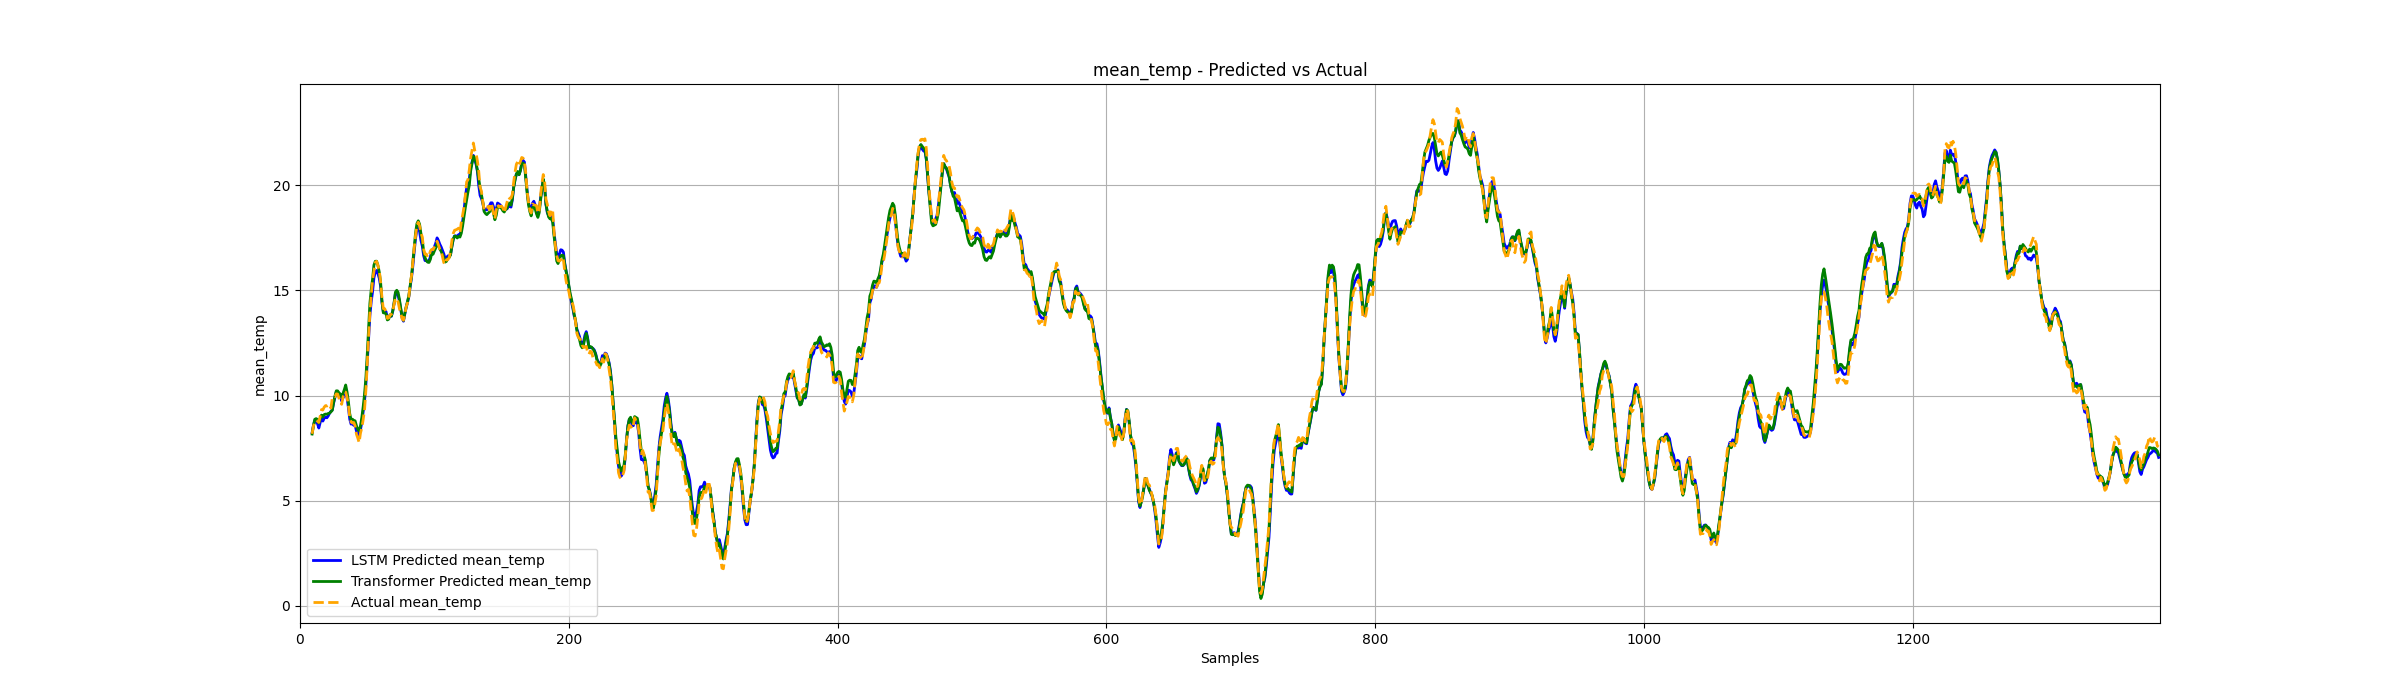 mean_temp - Predicted vs Actual
mean_temp
20
15
10
5
0
LSTM Predicted mean_temp
Transformer Predicted mean_temp
Actual mean_temp
0 200 400 600 800 1000 1200
Samples